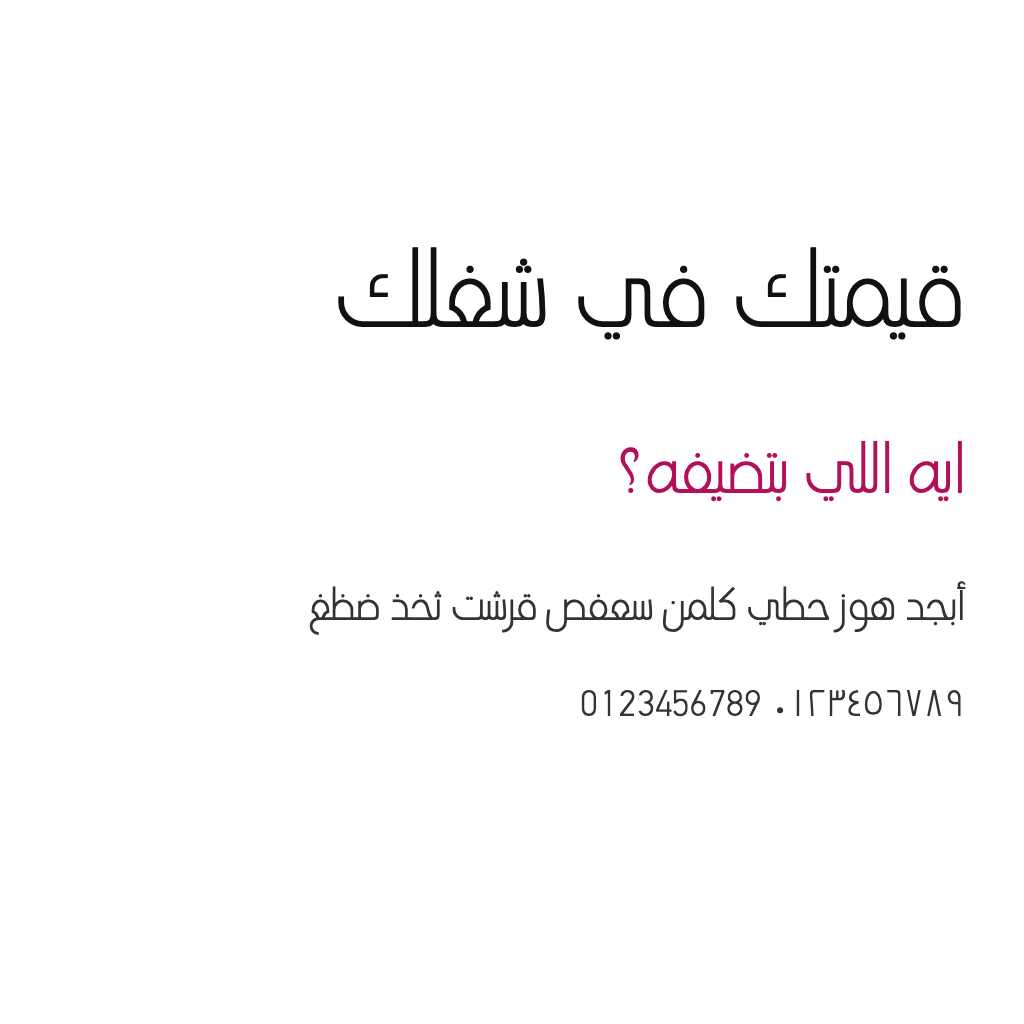 قيمتك في شغلك
ايه اللي بتضيفه؟
أبجد هوز حطي كلمن سعفص قرشت ثخذ ضظغ
٠١٢٣٤٥٦٧٨٩ 0123456789